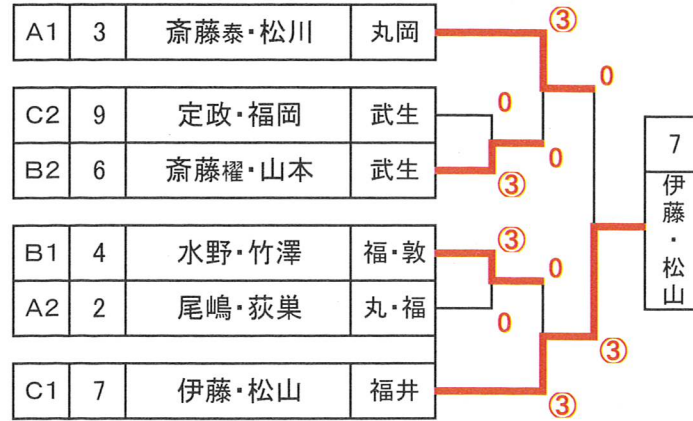 A1 3 斎藤泰・松川 丸岡
③
0
C2 9 定政・福岡 武生
0
B2 6 斎藤櫂・山本 武生
③
0
7
伊藤・松山
B1 4 水野・竹澤 福・敦
③
0
A2 2 尾嶋・荻巣 丸・福
0
③
C1 7 伊藤・松山 福井
③